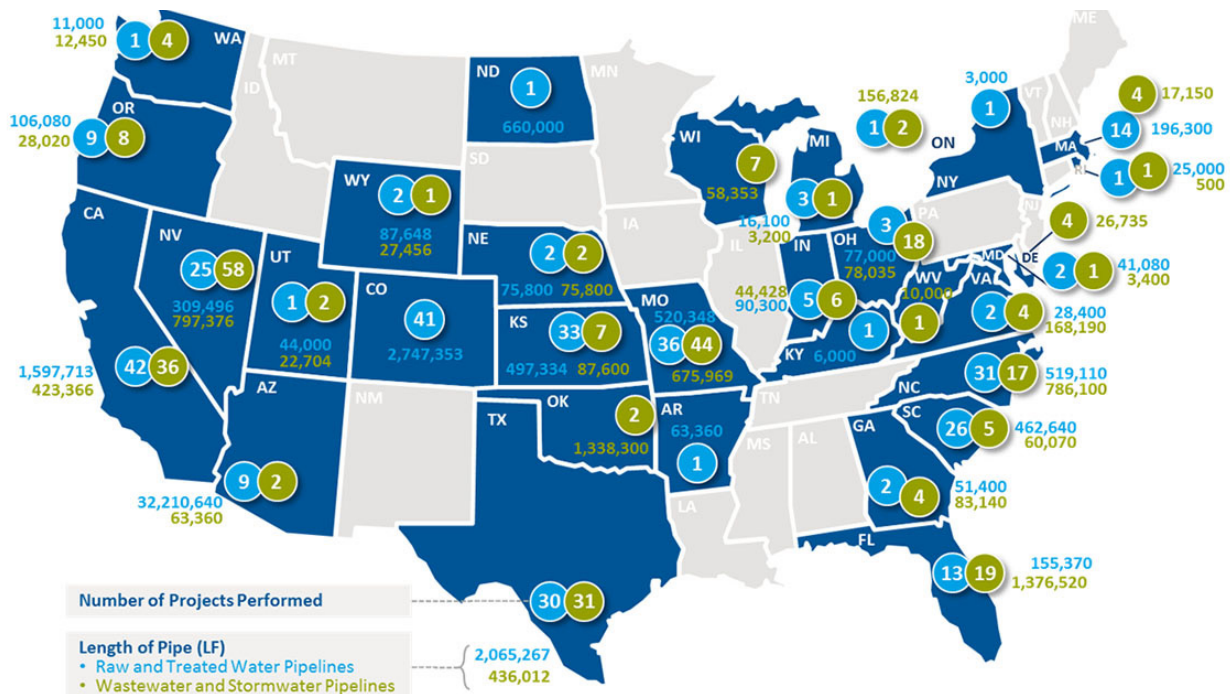 11,000
12,450
1 4
WA
MT
ID
ND
1
660,000
MN
SD
OR
106,080
28,020
9 8
WY
2 1
87,648
27,456
WI
7
58,353
MI
3 1
16,100
3,200
156,824
1 2
ON
3,000
1
NY
ME
VT
NH
4 17,150
14 196,300
MA
RI
1 1
25,000
500
CA
NV
25 58
309,496
797,376
UT
1 2
44,000
22,704
CO
41
2,747,353
NE
2 2
75,800 75,800
IA
IL
IN
44,428
90,300
5 6
OH
3
18
77,000
78,035
PA
NJ
4 26,735
MD
DE
2 1
41,080
3,400
WV
10,000
1
VA
2 4
28,400
168,190
KS
33 7
497,334 87,600
MO
520,348
36 44
675,969
KY
1
6,000
1,597,713
423,366
42 36
AZ
9 2
32,210,640
63,360
NM
TX
OK
2
1,338,300
AR
63,360
1
TN
MS
AL
LA
NC
31 17
519,110
786,100
SC
26 5
462,640
60,070
GA
2 4
51,400
83,140
FL
13 19
155,370
1,376,520
Number of Projects Performed
30 31
Length of Pipe (LF)
• Raw and Treated Water Pipelines
• Wastewater and Stormwater Pipelines
2,065,267
436,012